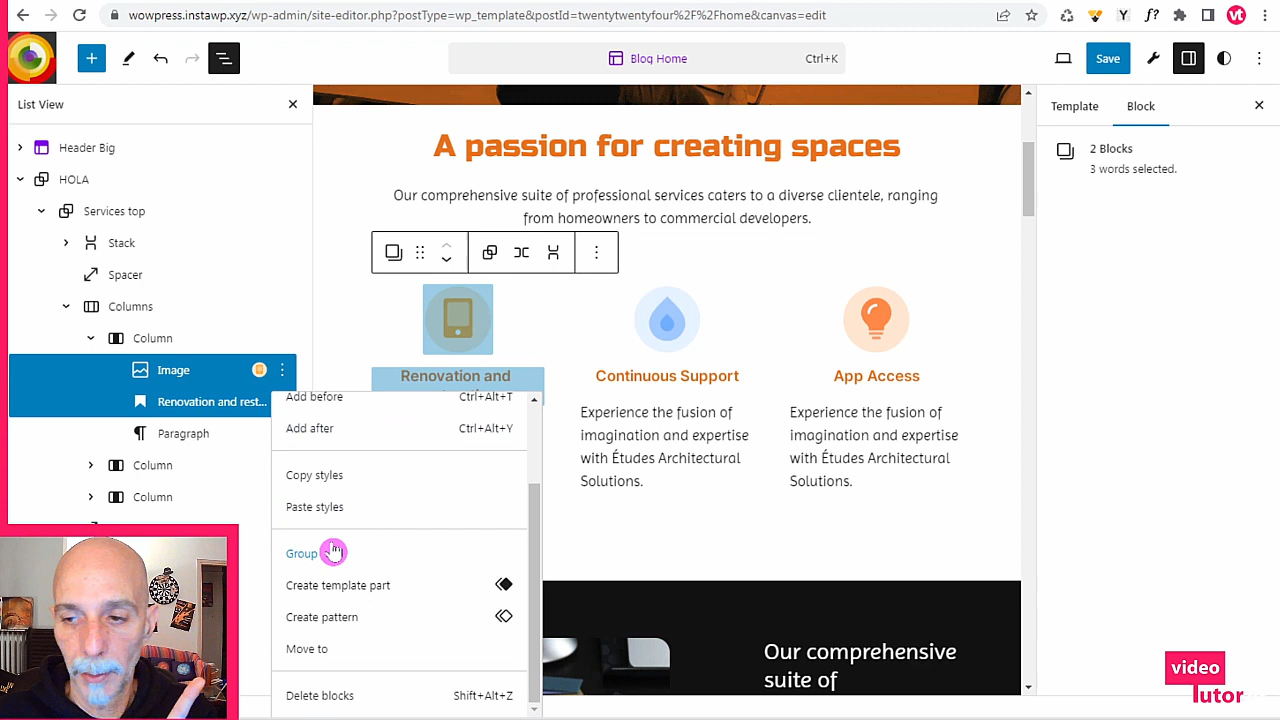 wowpress.instawp.xyz/wp-admin/site-editor.php?postType=wp_template&postId=twentytwentyfour%2F%2Fhome&canvas=edit
Y
f?
vt
Blog Home
Ctrl+K
Save
List View
Template
Block
A passion for creating spaces
Header Big
2 Blocks
3 words selected.
HOLA
Our comprehensive suite of professional services caters to a diverse clientele, ranging
from homeowners to commercial developers.
Services top
Stack
Spacer
Columns
Column
Image
Renovation and rest...
Paragraph
Column
Column
Renovation and
Continuous Support
App Access
Experience the fusion of
imagination and expertise
with Études Architectural
Solutions.
Experience the fusion of
imagination and expertise
with Études Architectural
Solutions.
Add before
Ctrl+Alt+T
Add after
Ctrl+Alt+Y
Copy styles
Paste styles
Group
Create template part
Create pattern
Move to
Delete blocks
Shift+Alt+Z
Our comprehensive
suite of
video
tutor